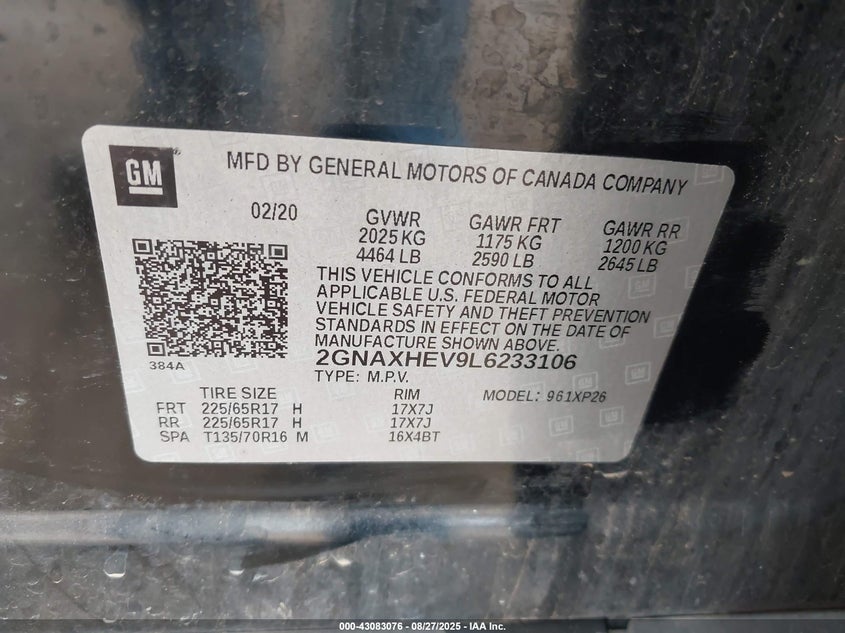 GM
MFD BY GENERAL MOTORS OF CANADA COMPANY
02/20
GVWR
2025 KG
4464 LB
GAWR FRT
1175 KG
2590 LB
GAWR RR
1200 KG
2645 LB
THIS VEHICLE CONFORMS TO ALL
APPLICABLE U.S. FEDERAL MOTOR
VEHICLE SAFETY AND THEFT PREVENTION
STANDARDS IN EFFECT ON THE DATE OF
MANUFACTURE SHOWN ABOVE.
2GNAXHEV9L6233106
TYPE: M.P.V.
384A
TIRE SIZE
RIM
MODEL: 961XP26
FRT 225/65R17 H 17X7J
RR 225/65R17 H 17X7J
SPA T135/70R16 M 16X4BT
000-43083076 - 08/27/2025 - IAA Inc.